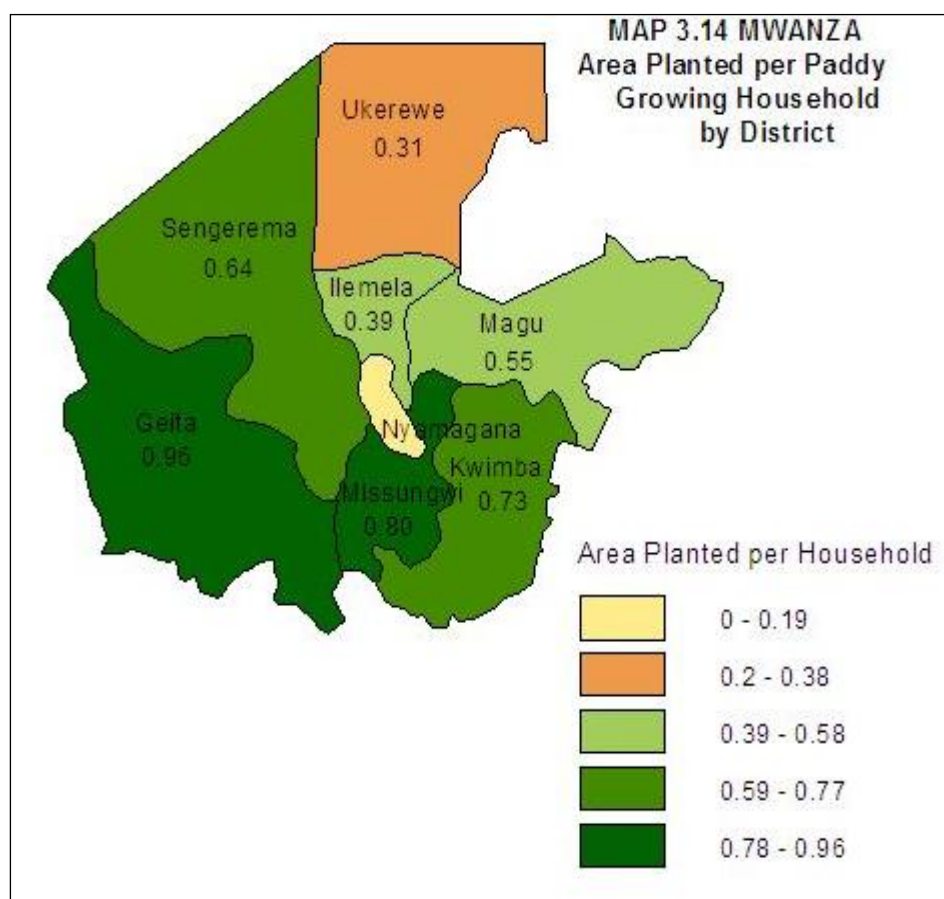 MAP 3.14 MWANZA
Area Planted per Paddy
Growing Household
by District
Ukerewe
0.31
Sengerema
0.64
Ilemela
0.39
Magu
0.55
Geita
0.96
Nyamagana
Kwimba
0.73
Missungwi
0.80
Area Planted per Household
0 - 0.19
0.2 - 0.38
0.39 - 0.58
0.59 - 0.77
0.78 - 0.96